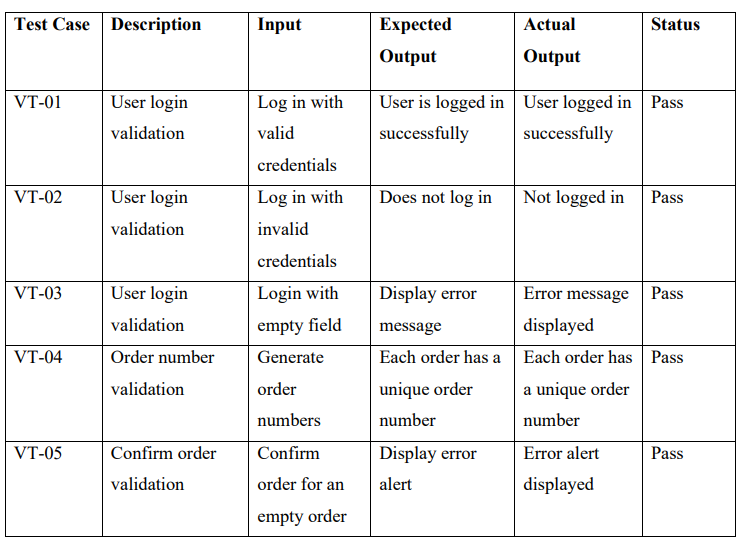 Test Case Description Input Expected Output Actual Output Status
VT-01 User login validation Log in with valid credentials User is logged in successfully User logged in successfully Pass
VT-02 User login validation Log in with invalid credentials Does not log in Not logged in Pass
VT-03 User login validation Login with empty field Display error message Error message displayed Pass
VT-04 Order number validation Generate order numbers Each order has a unique order number Each order has a unique order number Pass
VT-05 Confirm order validation Confirm order for an empty order Display error alert Error alert displayed Pass